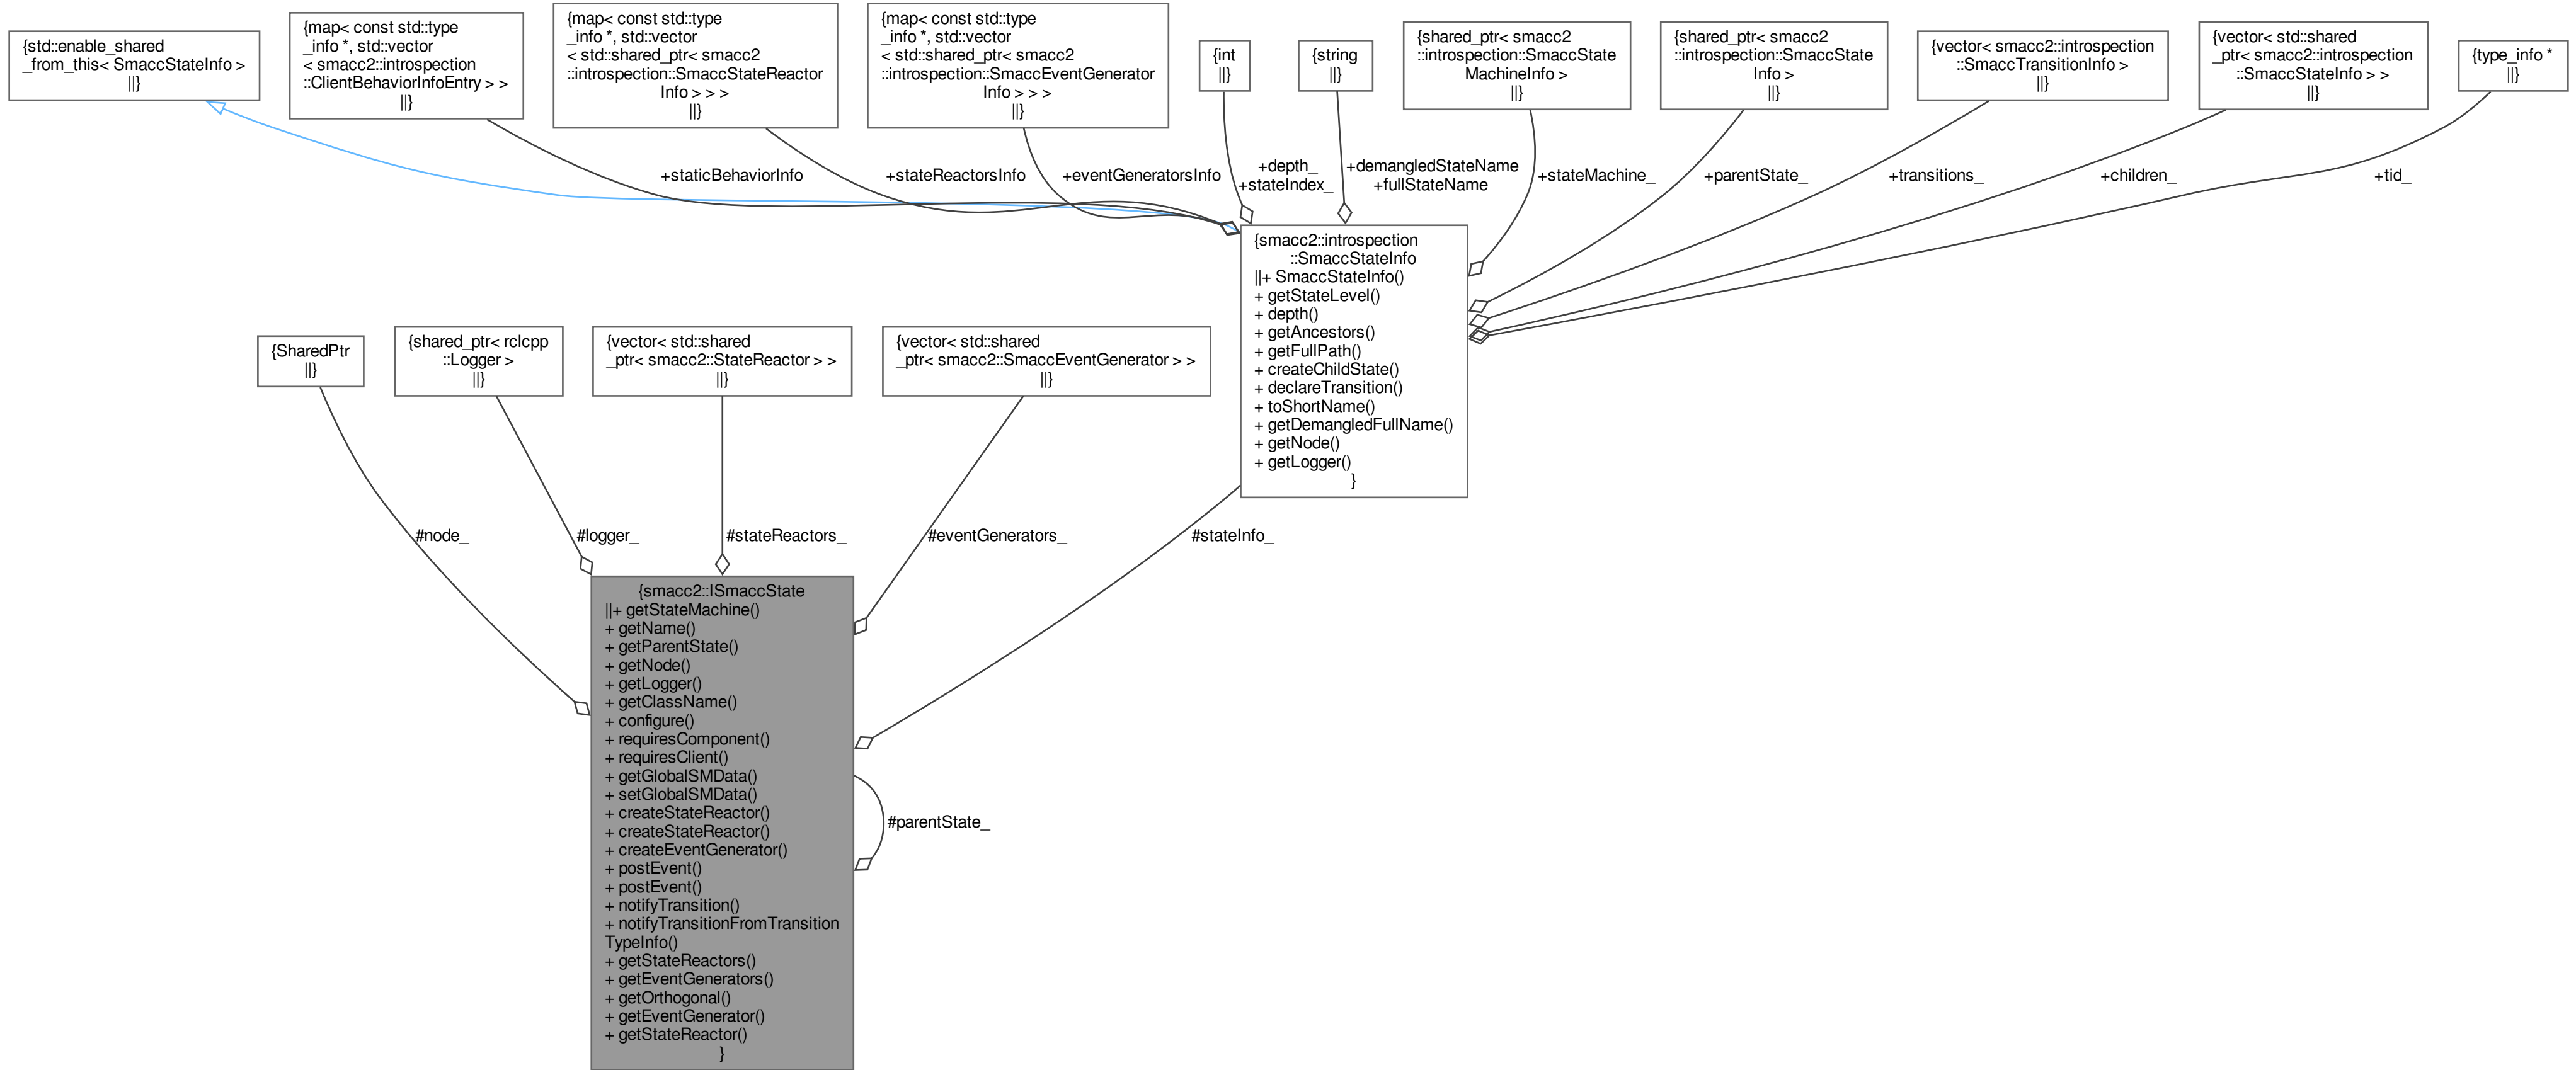 {std::enable_shared
_from_this< SmaccStateInfo >
||}
{map< const std::type
_info *, std::vector
< smacc2::introspection
::ClientBehaviorInfoEntry > >
||}
{map< const std::type
_info *, std::vector
< std::shared_ptr< smacc2
::introspection::SmaccStateReactor
Info > > >
||}
{map< const std::type
_info *, std::vector
< std::shared_ptr< smacc2
::introspection::SmaccEventGenerator
Info > > >
||}
{int
||}
{string
||}
{shared_ptr< smacc2
::introspection::SmaccState
MachineInfo >
||}
{shared_ptr< smacc2
::introspection::SmaccState
Info >
||}
{vector< smacc2::introspection
::SmaccTransitionInfo >
||}
{vector< std::shared
_ptr< smacc2::introspection
::SmaccStateInfo > >
||}
{type_info *
||}
+staticBehaviorInfo
+stateReactorsInfo
+eventGeneratorsInfo
+depth_
+stateIndex_
+demangledStateName
+fullStateName
+stateMachine_
+parentState_
+transitions_
+children_
+tid_
{smacc2::introspection
::SmaccStateInfo
||+ SmaccStateInfo()
+ getStateLevel()
+ depth()
+ getAncestors()
+ getFullPath()
+ createChildState()
+ declareTransition()
+ toShortName()
+ getDemangledFullName()
+ getNode()
+ getLogger()
}
{SharedPtr
||}
{shared_ptr< rclcpp
::Logger >
||}
{vector< std::shared
_ptr< smacc2::StateReactor > >
||}
{vector< std::shared
_ptr< smacc2::SmaccEventGenerator > >
||}
#node_
#logger_
#stateReactors_
#eventGenerators_
#stateInfo_
{smacc2::ISmaccState
||+ getStateMachine()
+ getName()
+ getParentState()
+ getNode()
+ getLogger()
+ getClassName()
+ configure()
+ requiresComponent()
+ requiresClient()
+ getGlobalSMData()
+ setGlobalSMData()
+ createStateReactor()
+ createStateReactor()
+ createEventGenerator()
+ postEvent()
+ postEvent()
+ notifyTransition()
+ notifyTransitionFromTransition
TypeInfo()
+ getStateReactors()
+ getEventGenerators()
+ getOrthogonal()
+ getEventGenerator()
+ getStateReactor()
}
#parentState_